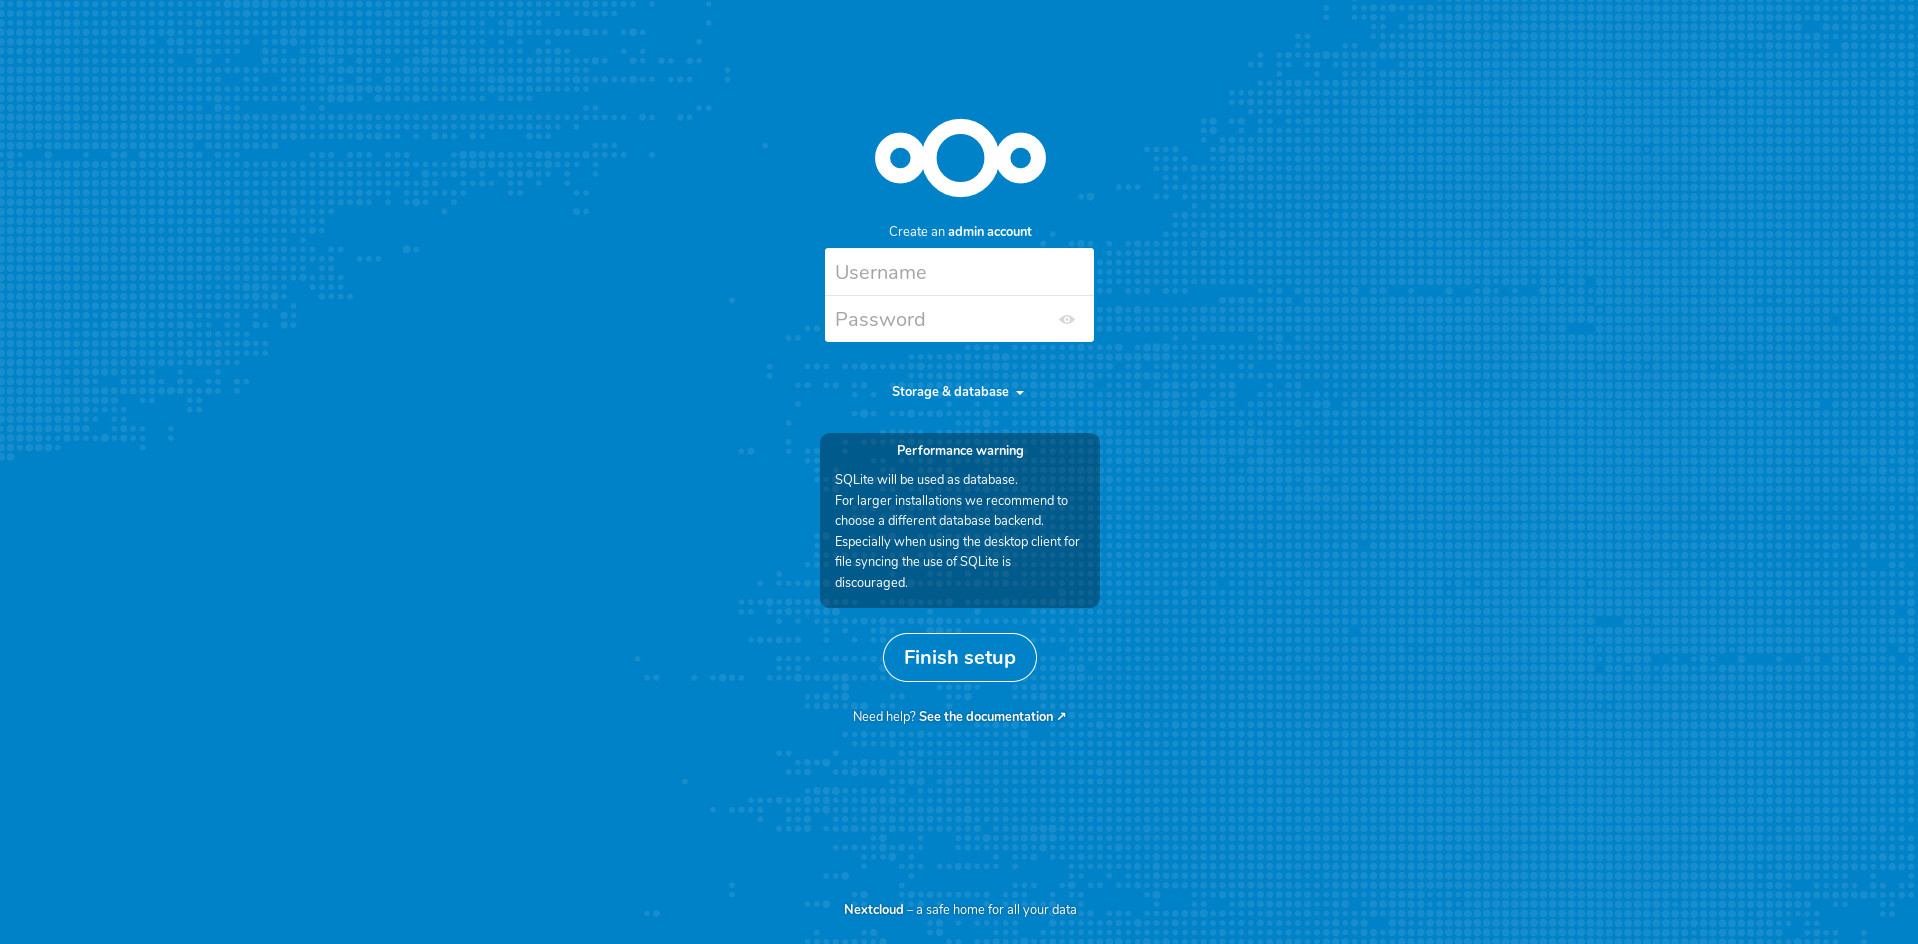 Create an admin account
Username
Password
Storage & database
Performance warning
SQLite will be used as database.
For larger installations we recommend to
choose a different database backend.
Especially when using the desktop client for
file syncing the use of SQLite is
discouraged.
Finish setup
Need help? See the documentation ↗
Nextcloud – a safe home for all your data